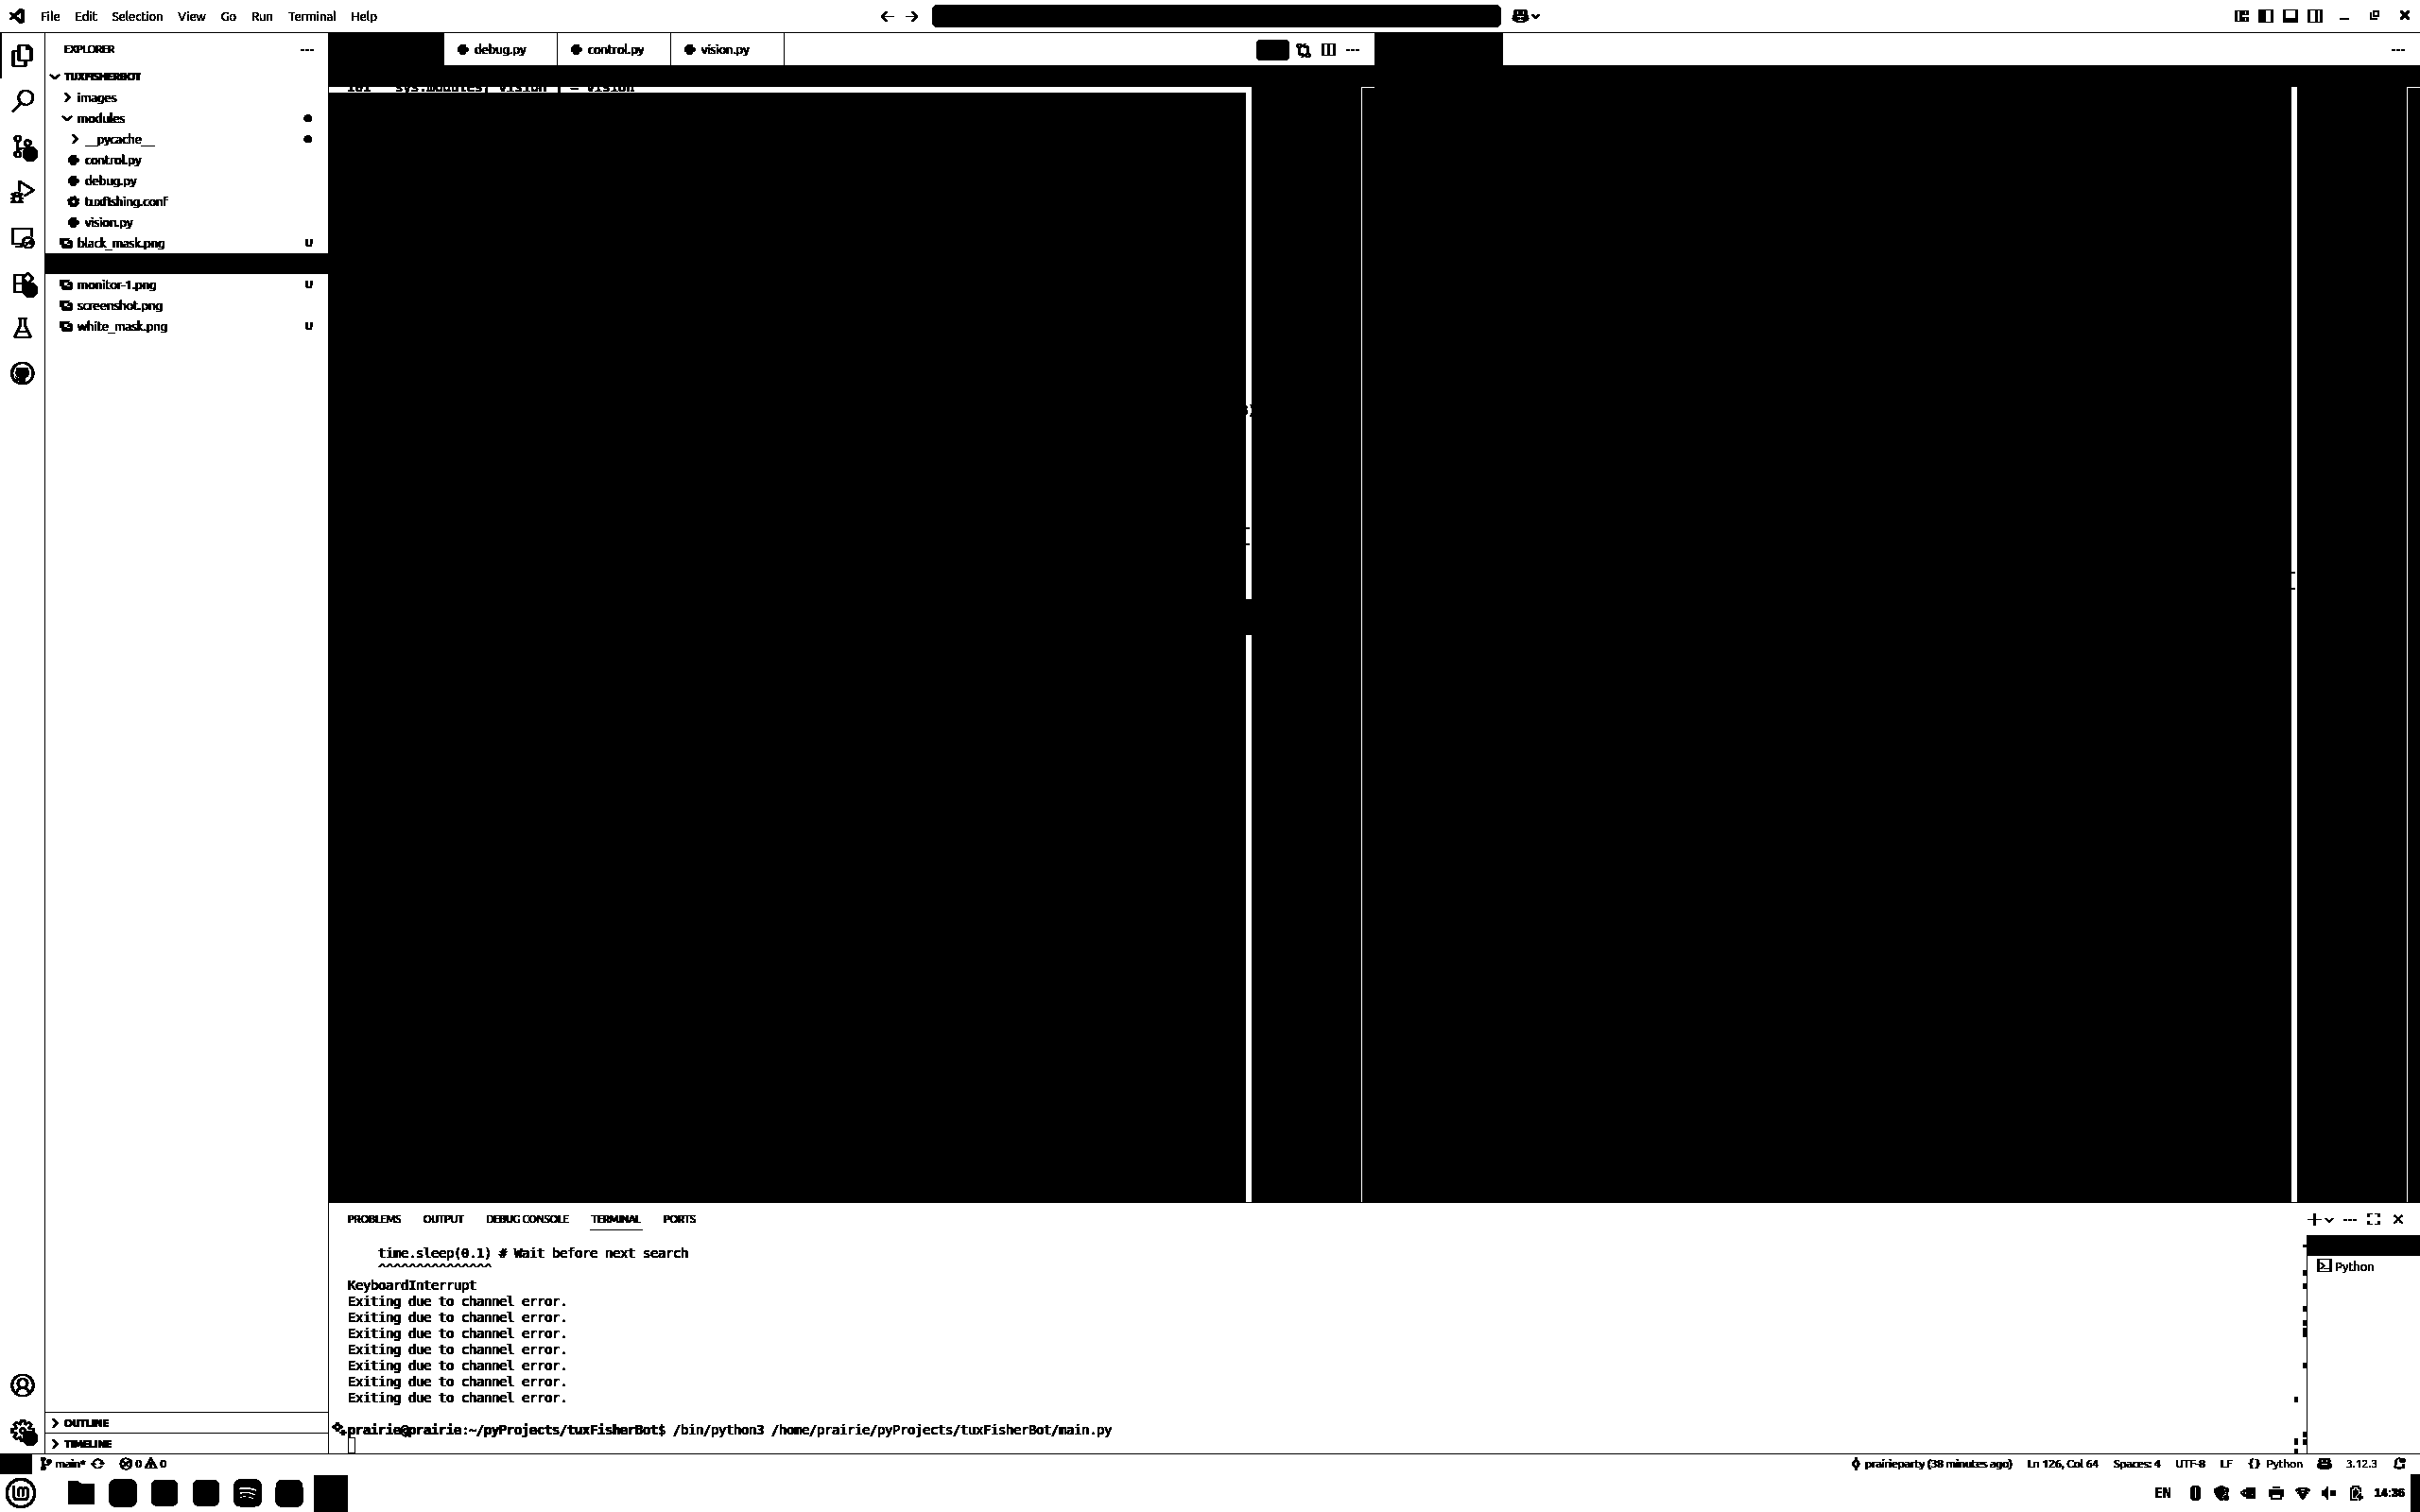 File Edit Selection View Go Run Terminal Help
EXPLORER
debug.py
control.py
vision.py
TUXFISHERBOT
images
modules
__pycache__
control.py
debug.py
tuxfishing.conf
vision.py
black_mask.png U
monitor-1.png U
screenshot.png
white_mask.png U
OUTLINE
TIMELINE
PROBLEMS OUTPUT DEBUG CONSOLE TERMINAL PORTS
time.sleep(0.1) # Wait before next search
^^^^^^^^^^^^^^^
KeyboardInterrupt
Exiting due to channel error.
Exiting due to channel error.
Exiting due to channel error.
Exiting due to channel error.
Exiting due to channel error.
Exiting due to channel error.
Exiting due to channel error.
prairie@prairie:~/pyProjects/tuxFisherBot$ /bin/python3 /home/prairie/pyProjects/tuxFisherBot/main.py
Python
main* 0 0
prairieparty (38 minutes ago) Ln 126, Col 64 Spaces: 4 UTF-8 LF {} Python 3.12.3
EN 14:36